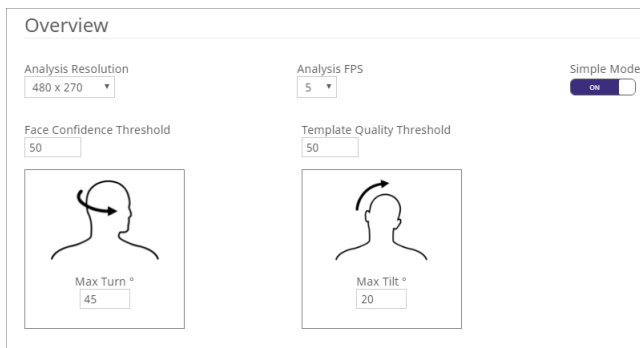 Overview
Analysis Resolution
480 x 270
Analysis FPS
5
Simple Mode
ON
Face Confidence Threshold
50
Template Quality Threshold
50
Max Turn °
45
Max Tilt °
20